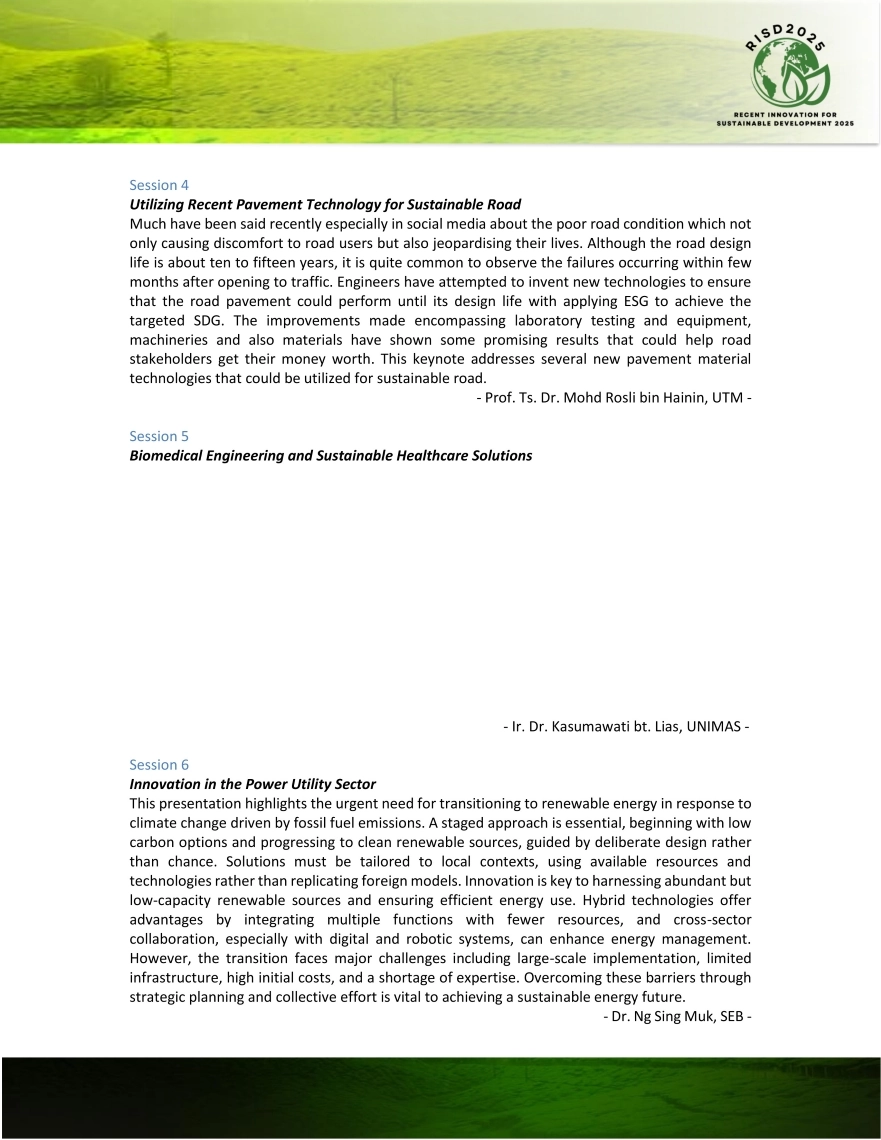 RISD2025
RECENT INNOVATION FOR
SUSTAINABLE DEVELOPMENT 2025
Session 4
Utilizing Recent Pavement Technology for Sustainable Road
Much have been said recently especially in social media about the poor road condition which not
only causing discomfort to road users but also jeopardising their lives. Although the road design
life is about ten to fifteen years, it is quite common to observe the failures occurring within few
months after opening to traffic. Engineers have attempted to invent new technologies to ensure
that the road pavement could perform until its design life with applying ESG to achieve the
targeted SDG. The improvements made encompassing laboratory testing and equipment,
machineries and also materials have shown some promising results that could help road
stakeholders get their money worth. This keynote addresses several new pavement material
technologies that could be utilized for sustainable road.
- Prof. Ts. Dr. Mohd Rosli bin Hainin, UTM -
Session 5
Biomedical Engineering and Sustainable Healthcare Solutions
- Ir. Dr. Kasumawati bt. Lias, UNIMAS -
Session 6
Innovation in the Power Utility Sector
This presentation highlights the urgent need for transitioning to renewable energy in response to
climate change driven by fossil fuel emissions. A staged approach is essential, beginning with low
carbon options and progressing to clean renewable sources, guided by deliberate design rather
than chance. Solutions must be tailored to local contexts, using available resources and
technologies rather than replicating foreign models. Innovation is key to harnessing abundant but
low-capacity renewable sources and ensuring efficient energy use. Hybrid technologies offer
advantages by integrating multiple functions with fewer resources, and cross-sector
collaboration, especially with digital and robotic systems, can enhance energy management.
However, the transition faces major challenges including large-scale implementation, limited
infrastructure, high initial costs, and a shortage of expertise. Overcoming these barriers through
strategic planning and collective effort is vital to achieving a sustainable energy future.
- Dr. Ng Sing Muk, SEB -